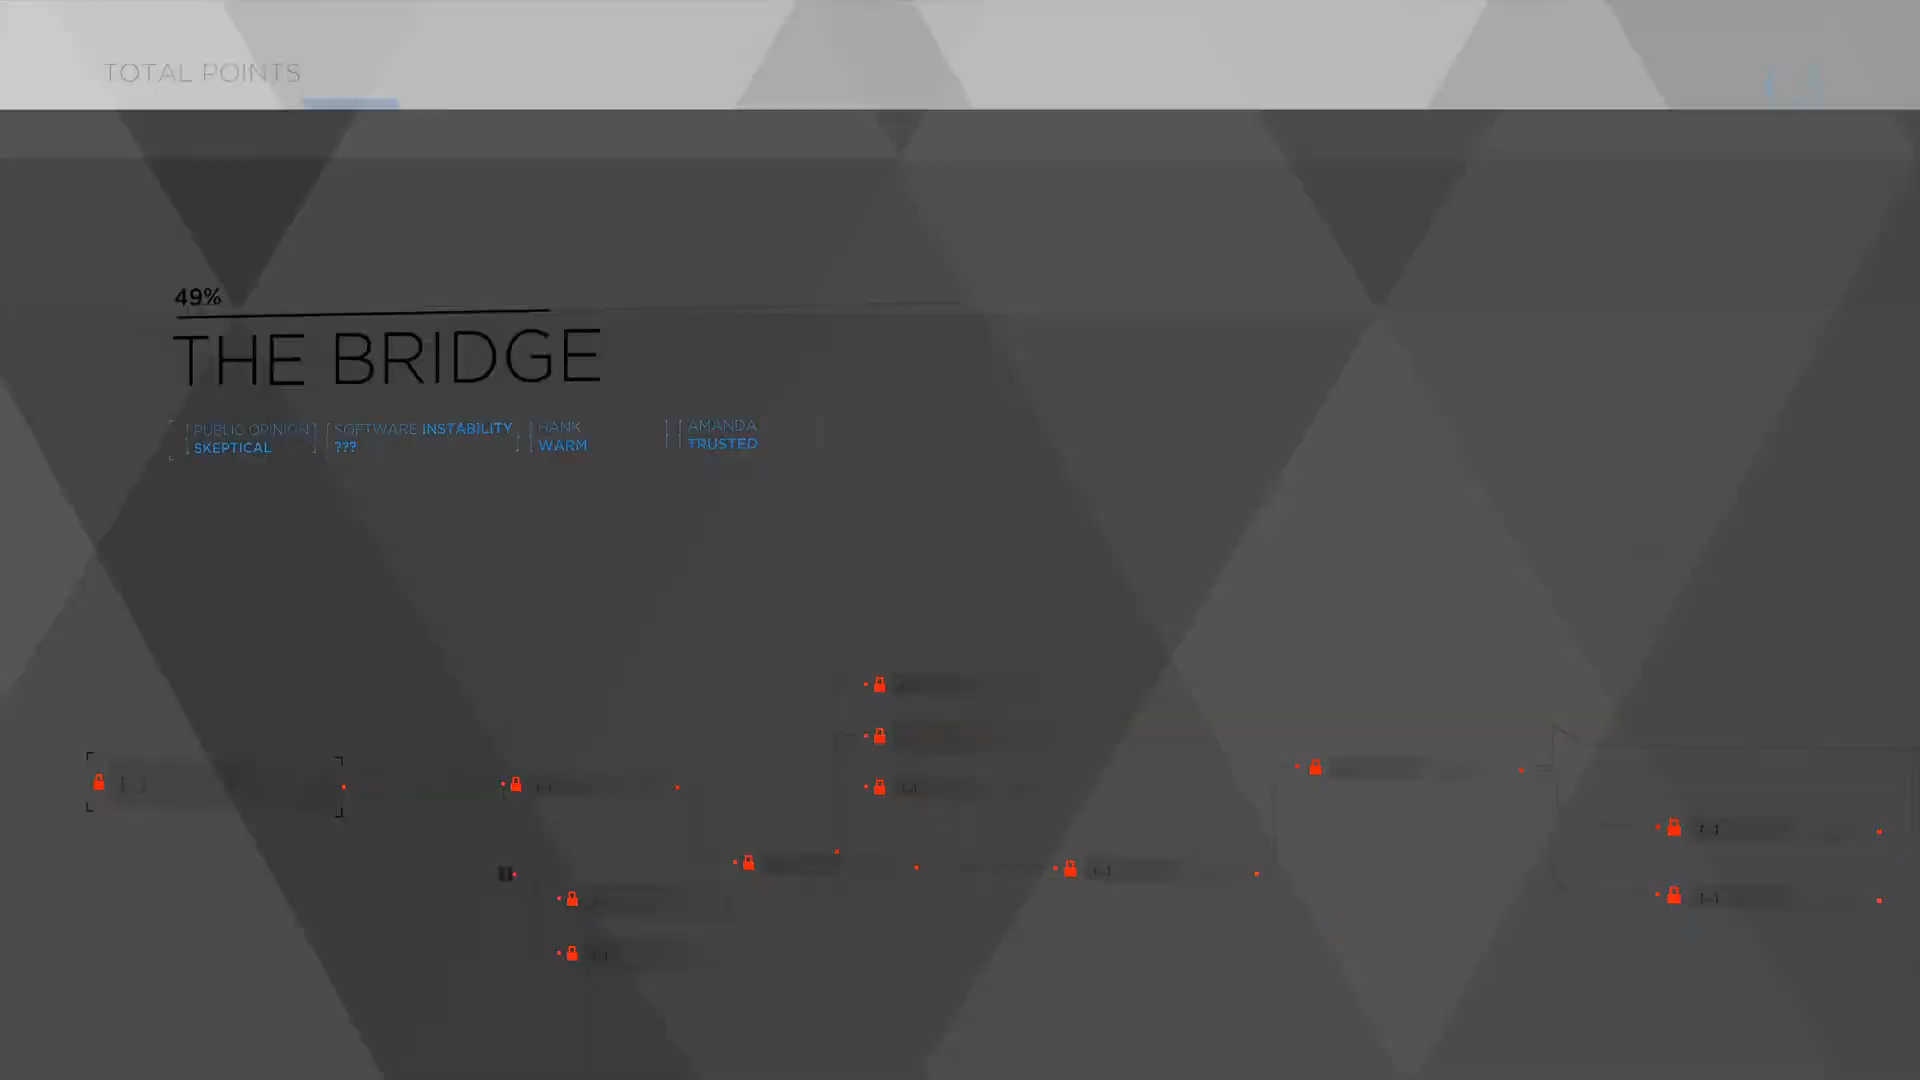 TOTAL POINTS
49%
THE BRIDGE
PUBLIC OPINION
SKEPTICAL
SOFTWARE INSTABILITY
???
HANK
WARM
AMANDA
TRUSTED